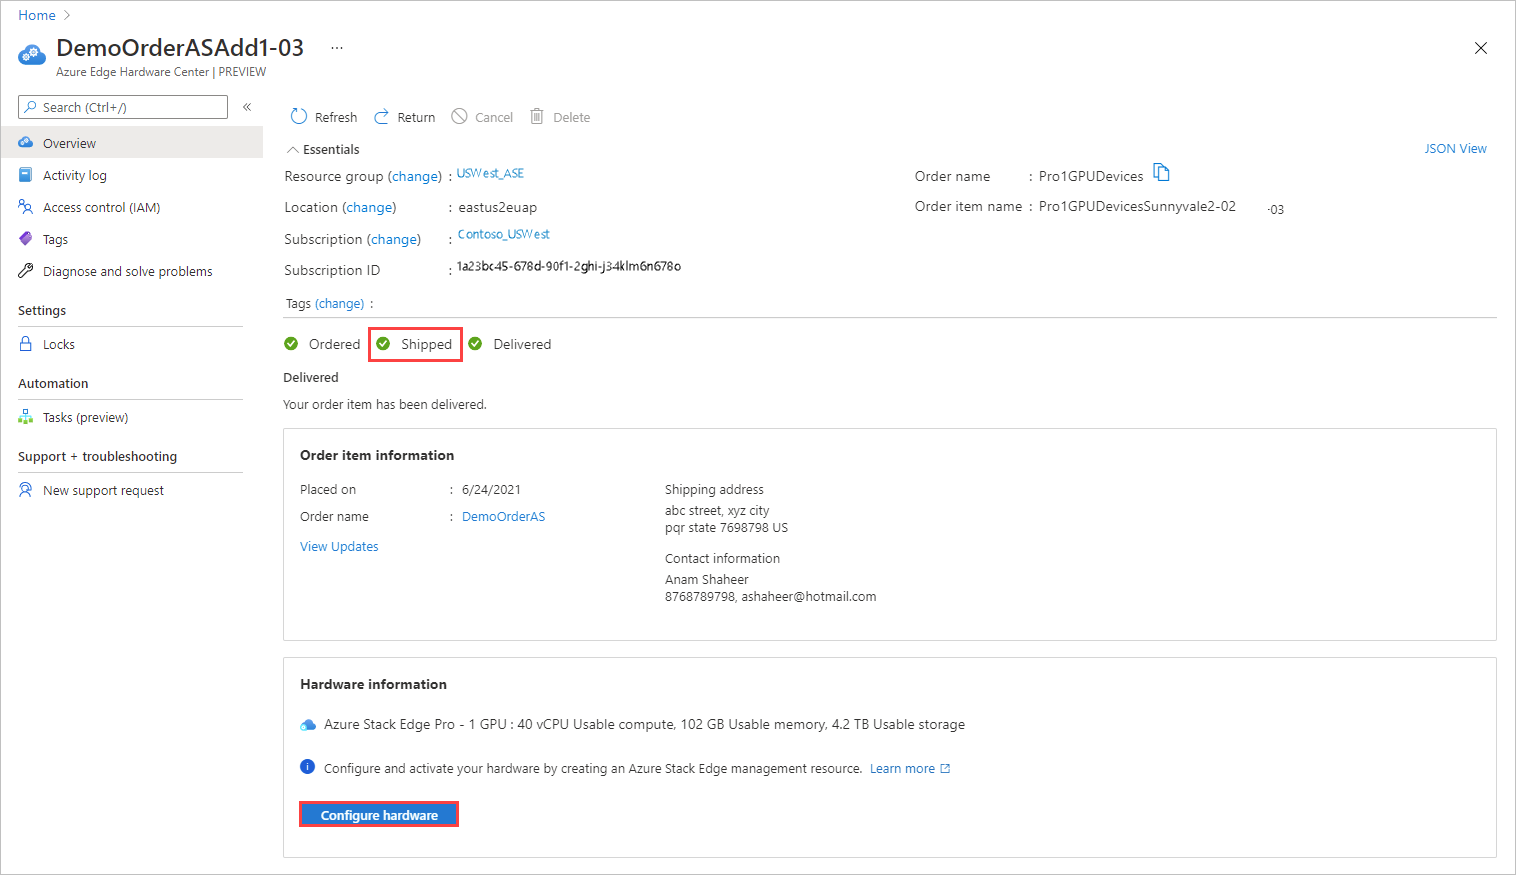 Home
DemoOrderASAdd1-03 ...
Azure Edge Hardware Center | PREVIEW
Search (Ctrl+/) «
Overview
Activity log
Access control (IAM)
Tags
Diagnose and solve problems
Settings
Locks
Automation
Tasks (preview)
Support + troubleshooting
New support request
Refresh Return Cancel Delete
Essentials
JSON View
Resource group (change) : USWest_ASE
Location (change) : eastus2euap
Subscription (change) : Contoso_USWest
Subscription ID : 1a23bc45-678d-90f1-2ghi-j34klm6n678o
Order name : Pro1GPUDevices
Order item name : Pro1GPUDevicesSunnyvale2-02 -03
Tags (change) :
Ordered Shipped Delivered
Delivered
Your order item has been delivered.
Order item information
Placed on : 6/24/2021
Order name : DemoOrderAS
View Updates
Shipping address
abc street, xyz city
pqr state 7698798 US
Contact information
Anam Shaheer
8768789798, ashaheer@hotmail.com
Hardware information
Azure Stack Edge Pro - 1 GPU : 40 vCPU Usable compute, 102 GB Usable memory, 4.2 TB Usable storage
Configure and activate your hardware by creating an Azure Stack Edge management resource. Learn more
Configure hardware